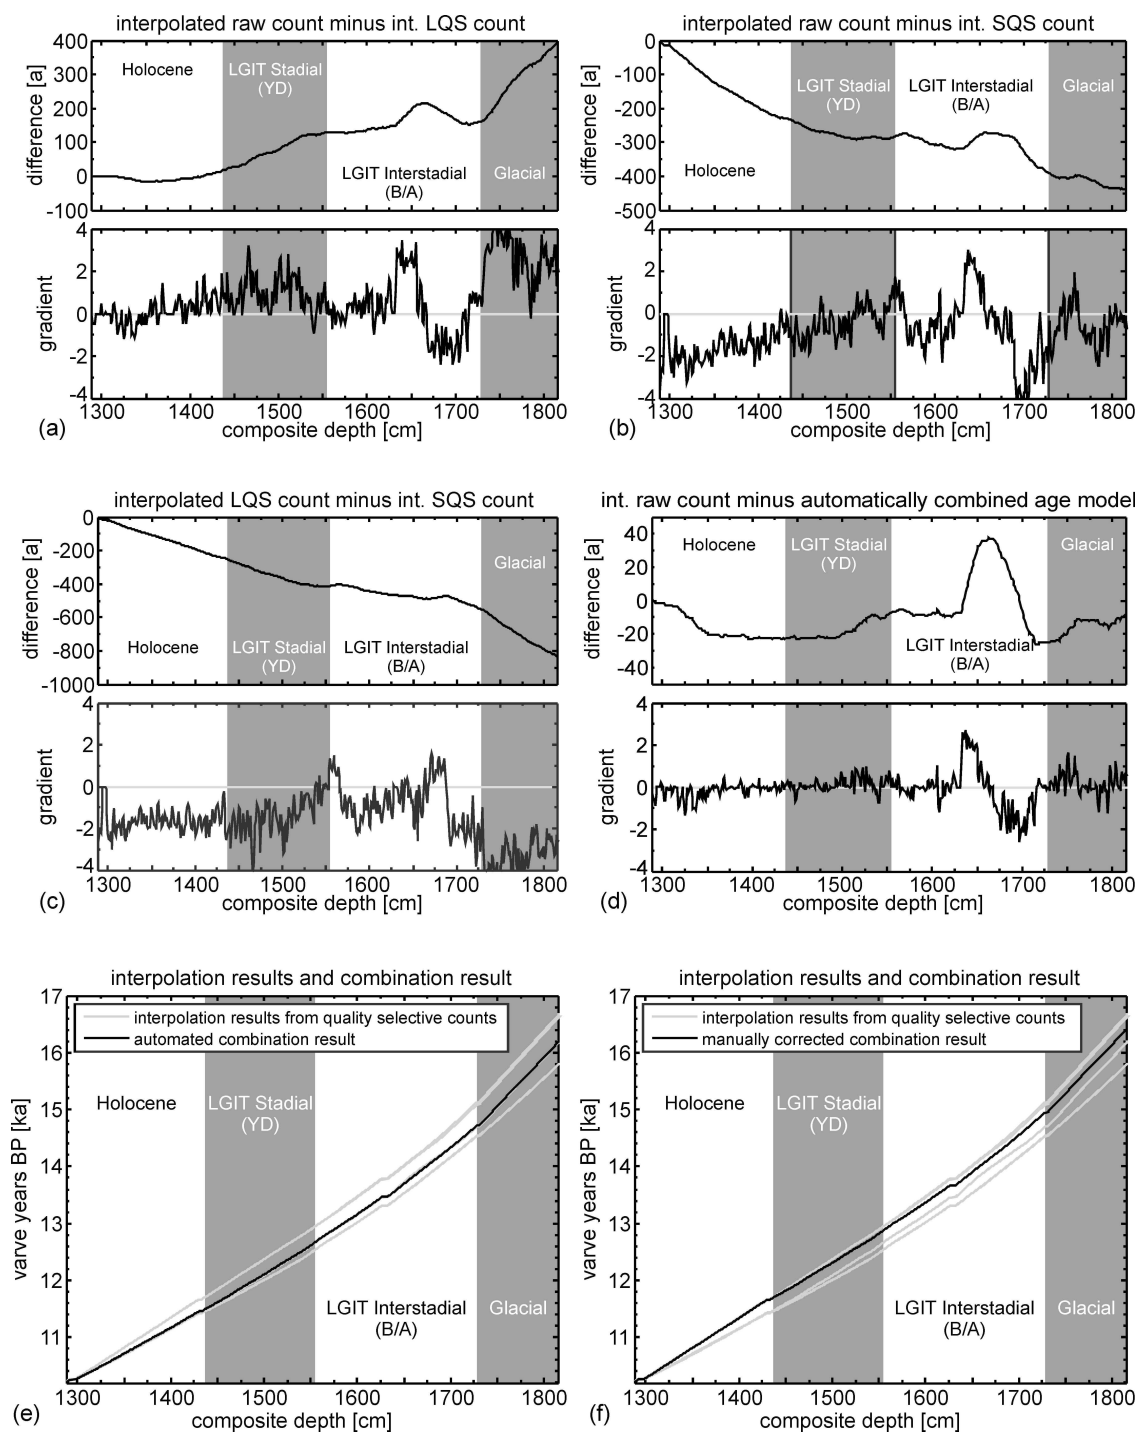 interpolated raw count minus int. LQS count
400
300
200
100
0
-100
difference [a]
Holocene
LGIT Stadial
(YD)
LGIT Interstadial
(B/A)
Glacial
4
2
0
-2
-4
gradient
1300 1400 1500 1600 1700 1800
composite depth [cm]
(a)
interpolated raw count minus int. SQS count
0
-100
-200
-300
-400
-500
difference [a]
Holocene
LGIT Stadial
(YD)
LGIT Interstadial
(B/A)
Glacial
4
2
0
-2
-4
gradient
1300 1400 1500 1600 1700 1800
composite depth [cm]
(b)
interpolated LQS count minus int. SQS count
0
-200
-400
-600
-800
-1000
difference [a]
Holocene
LGIT Stadial
(YD)
LGIT Interstadial
(B/A)
Glacial
4
2
0
-2
-4
gradient
1300 1400 1500 1600 1700 1800
composite depth [cm]
(c)
int. raw count minus automatically combined age model
40
20
0
-20
-40
difference [a]
Holocene
LGIT Stadial
(YD)
LGIT Interstadial
(B/A)
Glacial
4
2
0
-2
-4
gradient
1300 1400 1500 1600 1700 1800
composite depth [cm]
(d)
interpolation results and combination result
17
16
15
14
13
12
11
varve years BP [ka]
interpolation results from quality selective counts
automated combination result
Holocene
LGIT Stadial
(YD)
LGIT Interstadial
(B/A)
Glacial
1300 1400 1500 1600 1700 1800
composite depth [cm]
(e)
interpolation results and combination result
17
16
15
14
13
12
11
varve years BP [ka]
interpolation results from quality selective counts
manually corrected combination result
Holocene
LGIT Stadial
(YD)
LGIT Interstadial
(B/A)
Glacial
1300 1400 1500 1600 1700 1800
composite depth [cm]
(f)